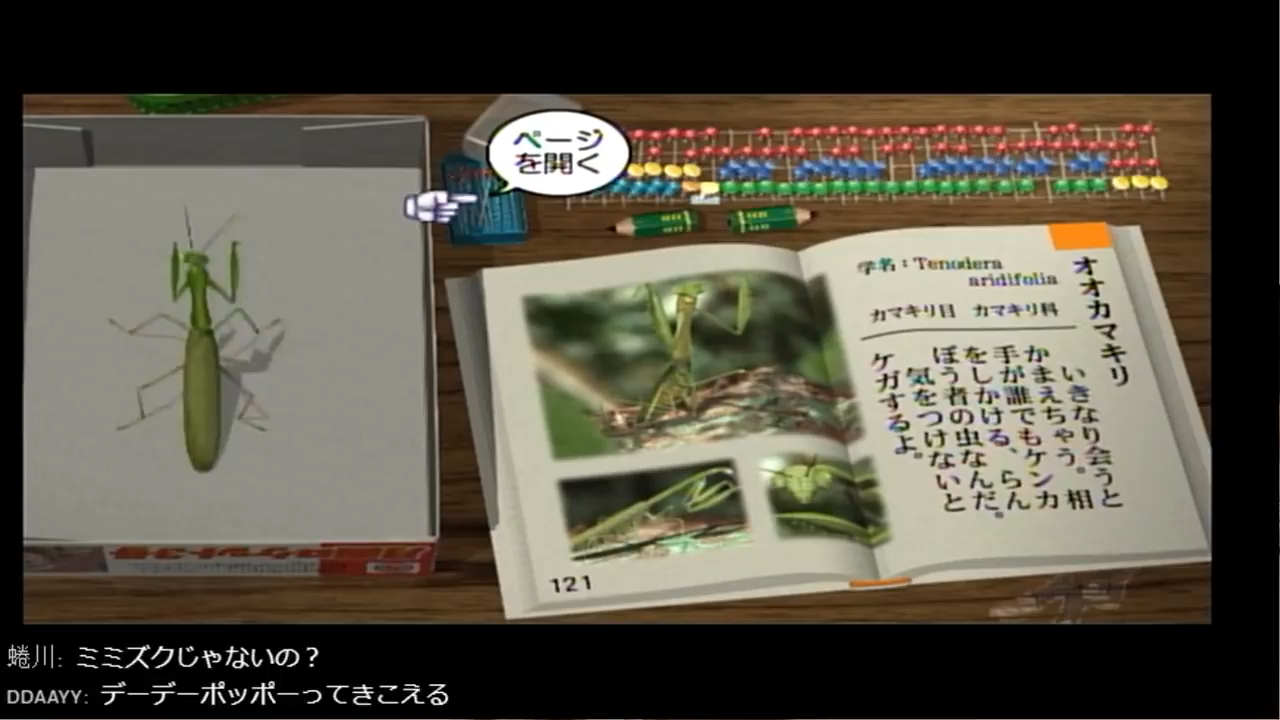 ページ
を開く
オオカマキリ
学名：Tenodera
aridifolia
カマキリ目　カマキリ科
いきなり会うと
かまえちゃう。相
手が誰でもケンカ
をしかける、らん
ぼう者の虫なんだ。
気をつけないと
ケガするよ。
121
蜷川: ミミズクじゃないの？
DDAAYY: デーデーポッポーってきこえる